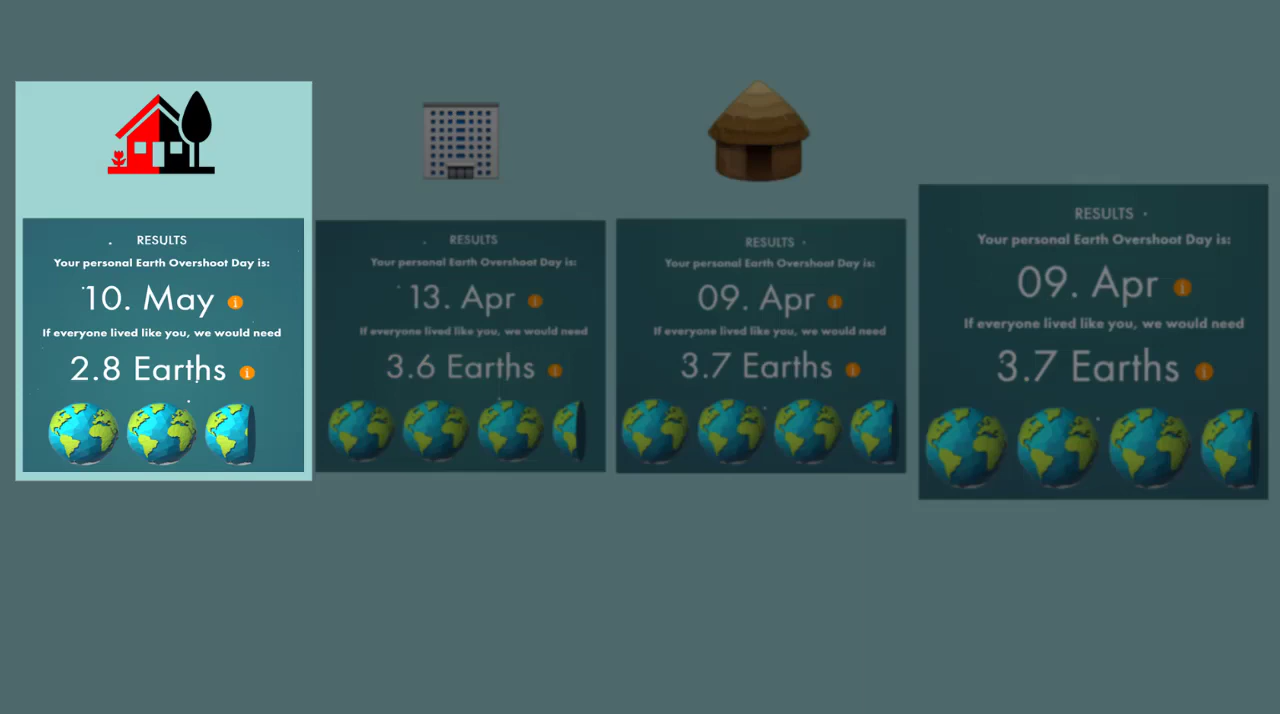 RESULTS
Your personal Earth Overshoot Day is:
10. May
If everyone lived like you, we would need
2.8 Earths
RESULTS
Your personal Earth Overshoot Day is:
13. Apr
If everyone lived like you, we would need
3.6 Earths
RESULTS
Your personal Earth Overshoot Day is:
09. Apr
If everyone lived like you, we would need
3.7 Earths
RESULTS
Your personal Earth Overshoot Day is:
09. Apr
If everyone lived like you, we would need
3.7 Earths